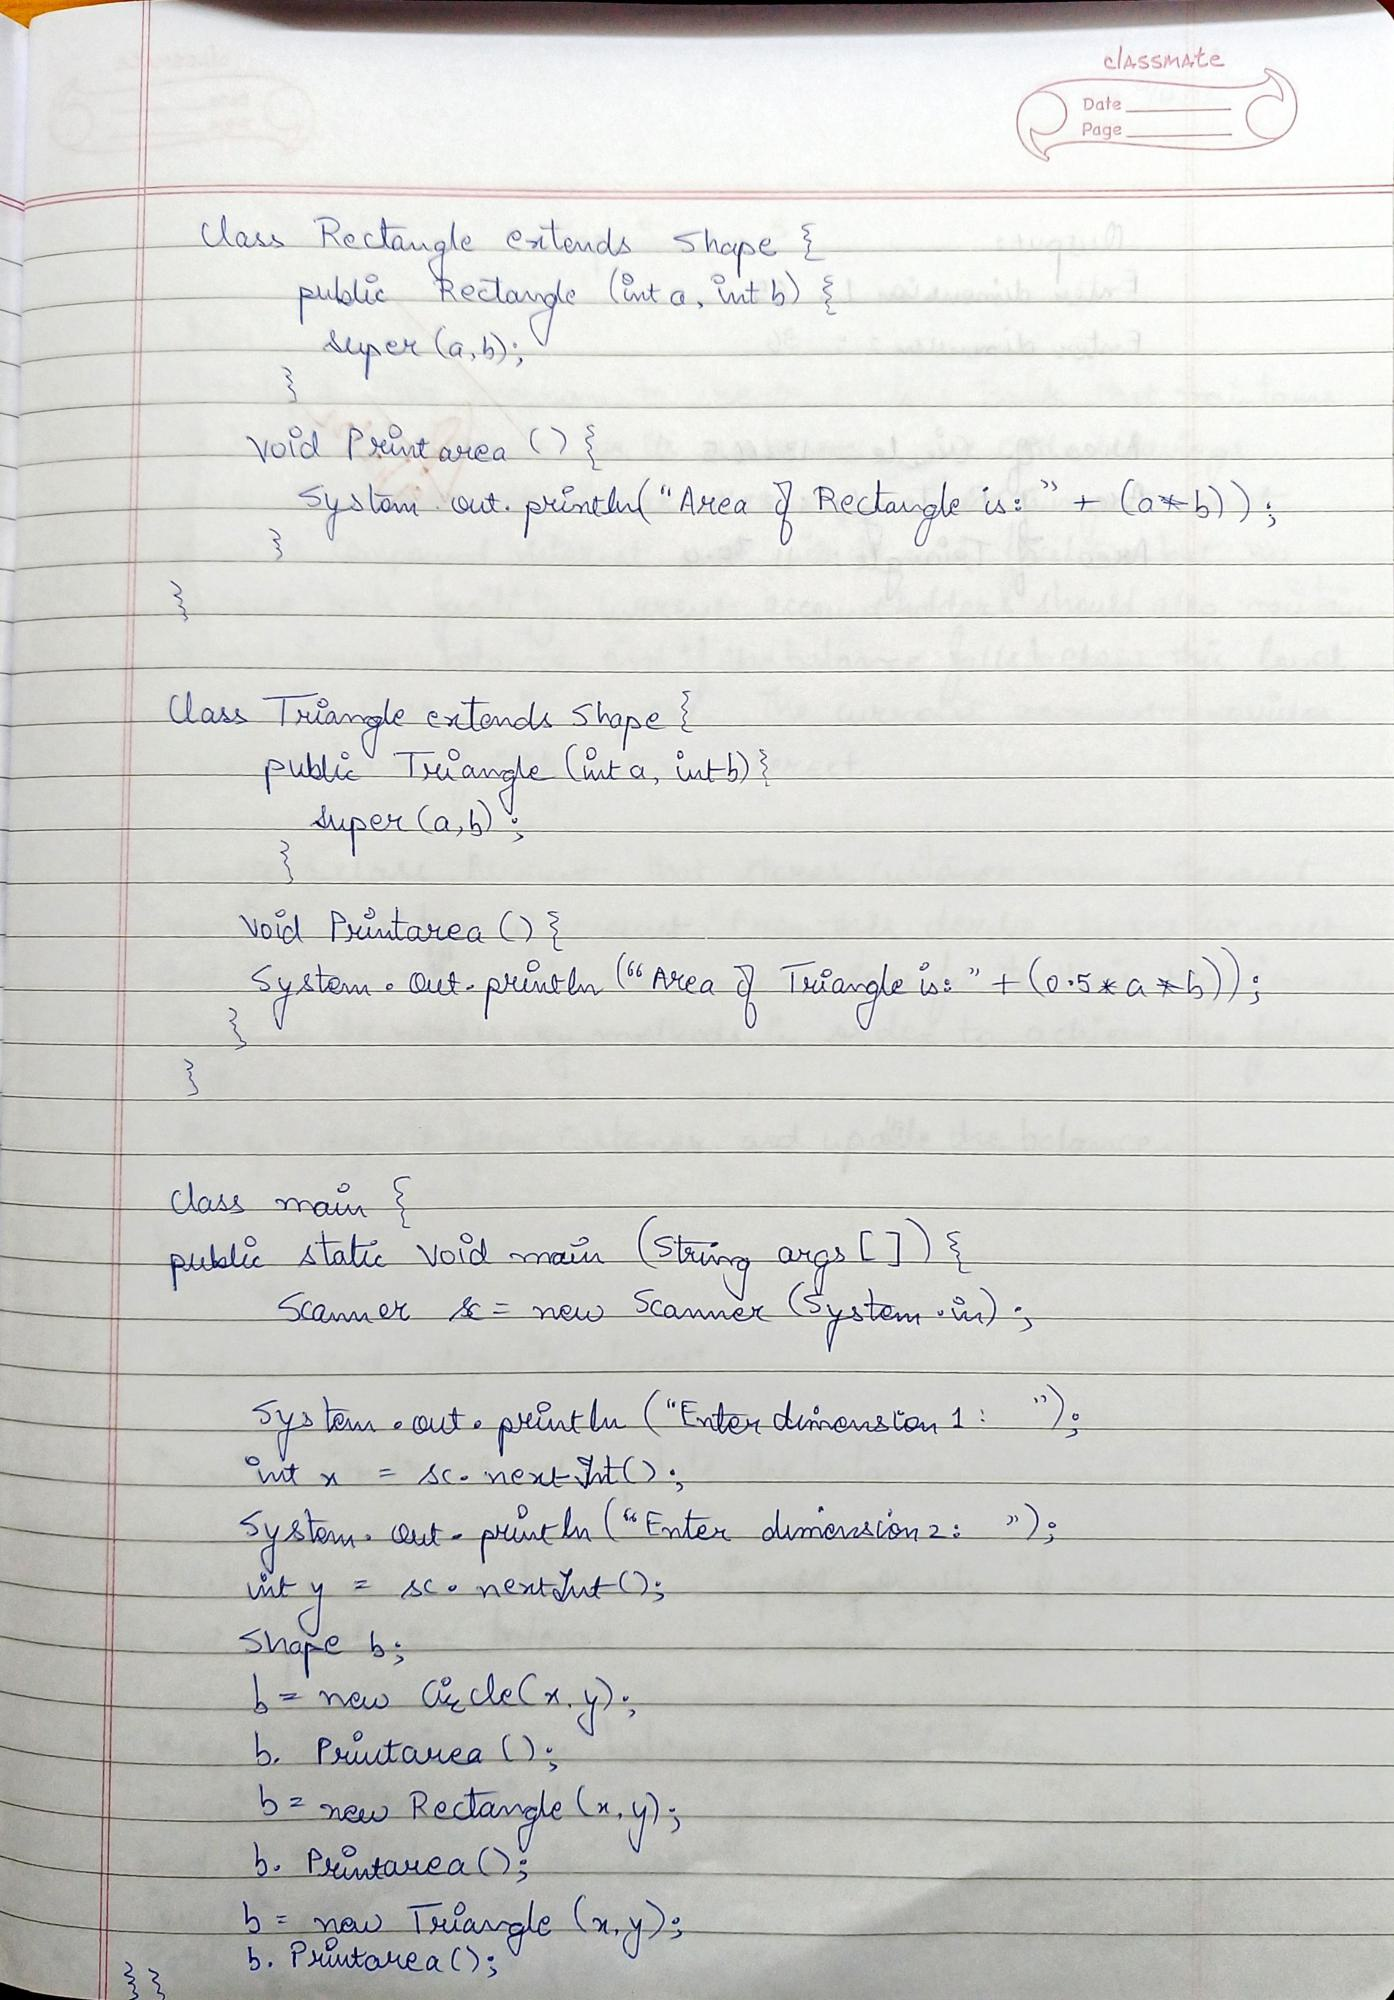 classmate
Date
Page
class Rectangle extends Shape {
public Rectangle (int a, int b) {
super (a,b);
}
void Printarea () {
System.out.println("Area of Rectangle is: " + (a*b));
}
}
class Triangle extends Shape {
public Triangle (int a, int b) {
super (a,b);
}
void Printarea () {
System.out.println ("Area of Triangle is: " + (0.5*a*b));
}
}
class main {
public static void main (String args []) {
Scanner sc = new Scanner (System.in);
System.out.println ("Enter dimension 1: ");
int x = sc.nextInt();
System.out.println ("Enter dimension 2: ");
int y = sc.nextInt();
Shape b;
b = new Circle(x,y);
b. Printarea ();
b = new Rectangle (x,y);
b. Printarea ();
b = new Triangle (x,y);
b. Printarea ();
}}